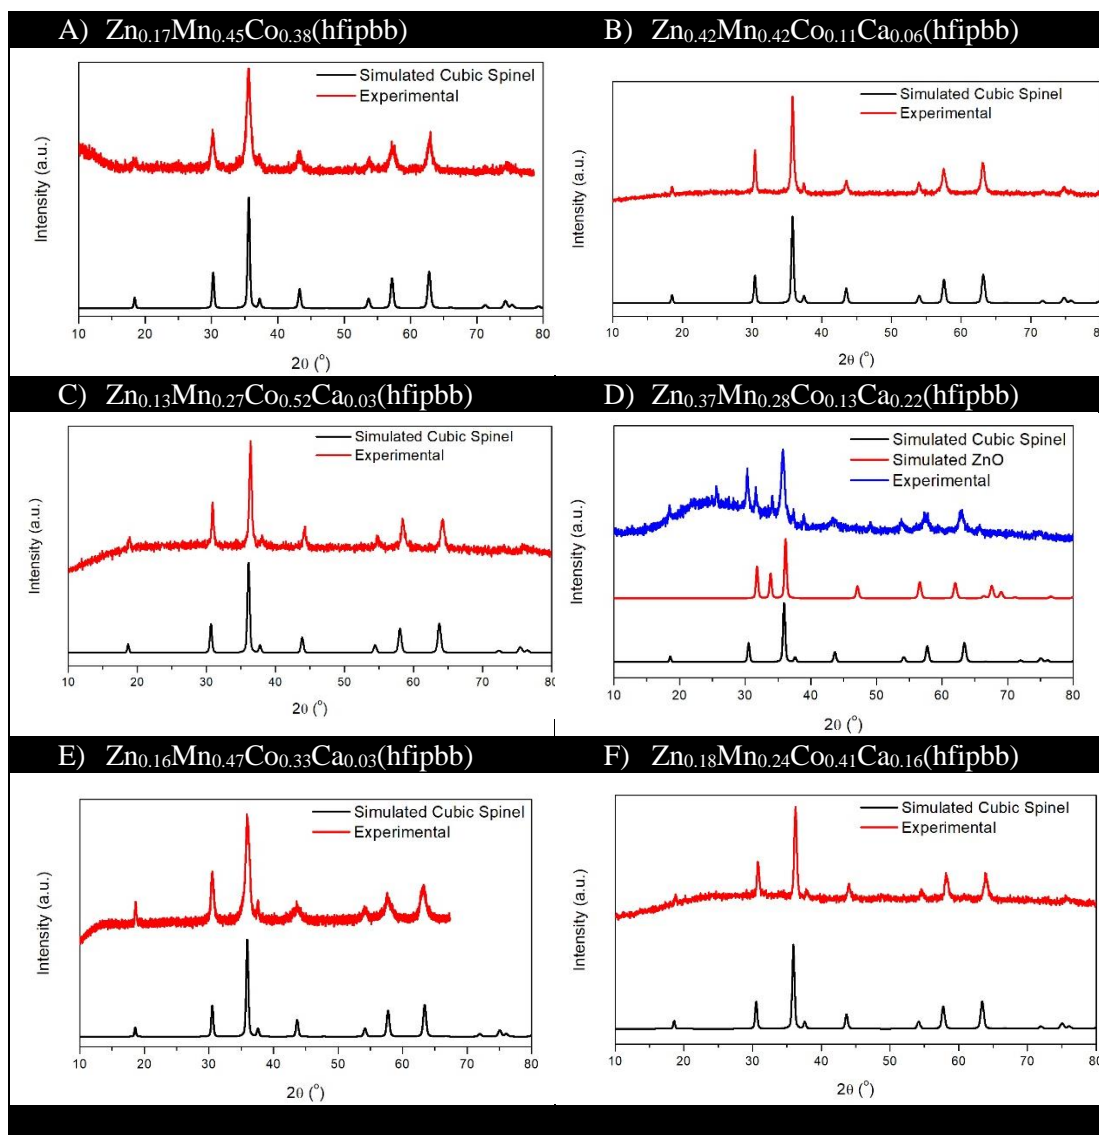 A) Zn0.17Mn0.45Co0.38(hfipbb)
Simulated Cubic Spinel
Experimental
Intensity (a.u.)
10 20 30 40 50 60 70 80
2θ (°)
B) Zn0.42Mn0.42Co0.11Ca0.06(hfipbb)
Simulated Cubic Spinel
Experimental
Intensity (a.u.)
10 20 30 40 50 60 70 80
2θ (°)
C) Zn0.13Mn0.27Co0.52Ca0.03(hfipbb)
Simulated Cubic Spinel
Experimental
Intensity (a.u.)
10 20 30 40 50 60 70 80
2θ (°)
D) Zn0.37Mn0.28Co0.13Ca0.22(hfipbb)
Simulated Cubic Spinel
Simulated ZnO
Experimental
Intensity (a.u.)
10 20 30 40 50 60 70 80
2θ (°)
E) Zn0.16Mn0.47Co0.33Ca0.03(hfipbb)
Simulated Cubic Spinel
Experimental
Intensity (a.u.)
10 20 30 40 50 60 70 80
2θ (°)
F) Zn0.18Mn0.24Co0.41Ca0.16(hfipbb)
Simulated Cubic Spinel
Experimental
Intensity (a.u.)
10 20 30 40 50 60 70 80
2θ (°)